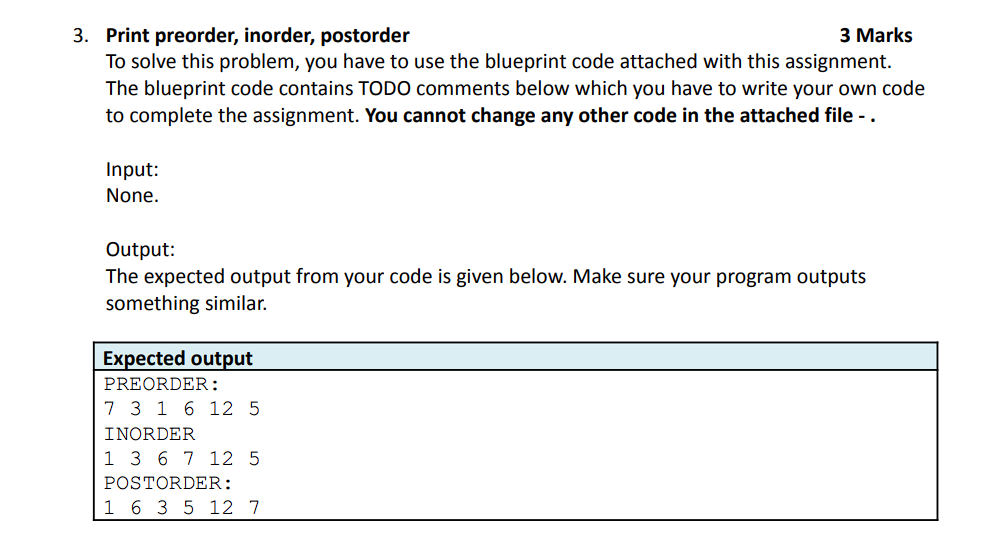 3. Print preorder, inorder, postorder 3 Marks
To solve this problem, you have to use the blueprint code attached with this assignment.
The blueprint code contains TODO comments below which you have to write your own code
to complete the assignment. You cannot change any other code in the attached file - .
Input:
None.
Output:
The expected output from your code is given below. Make sure your program outputs
something similar.
Expected output
PREORDER:
7 3 1 6 12 5
INORDER
1 3 6 7 12 5
POSTORDER:
1 6 3 5 12 7